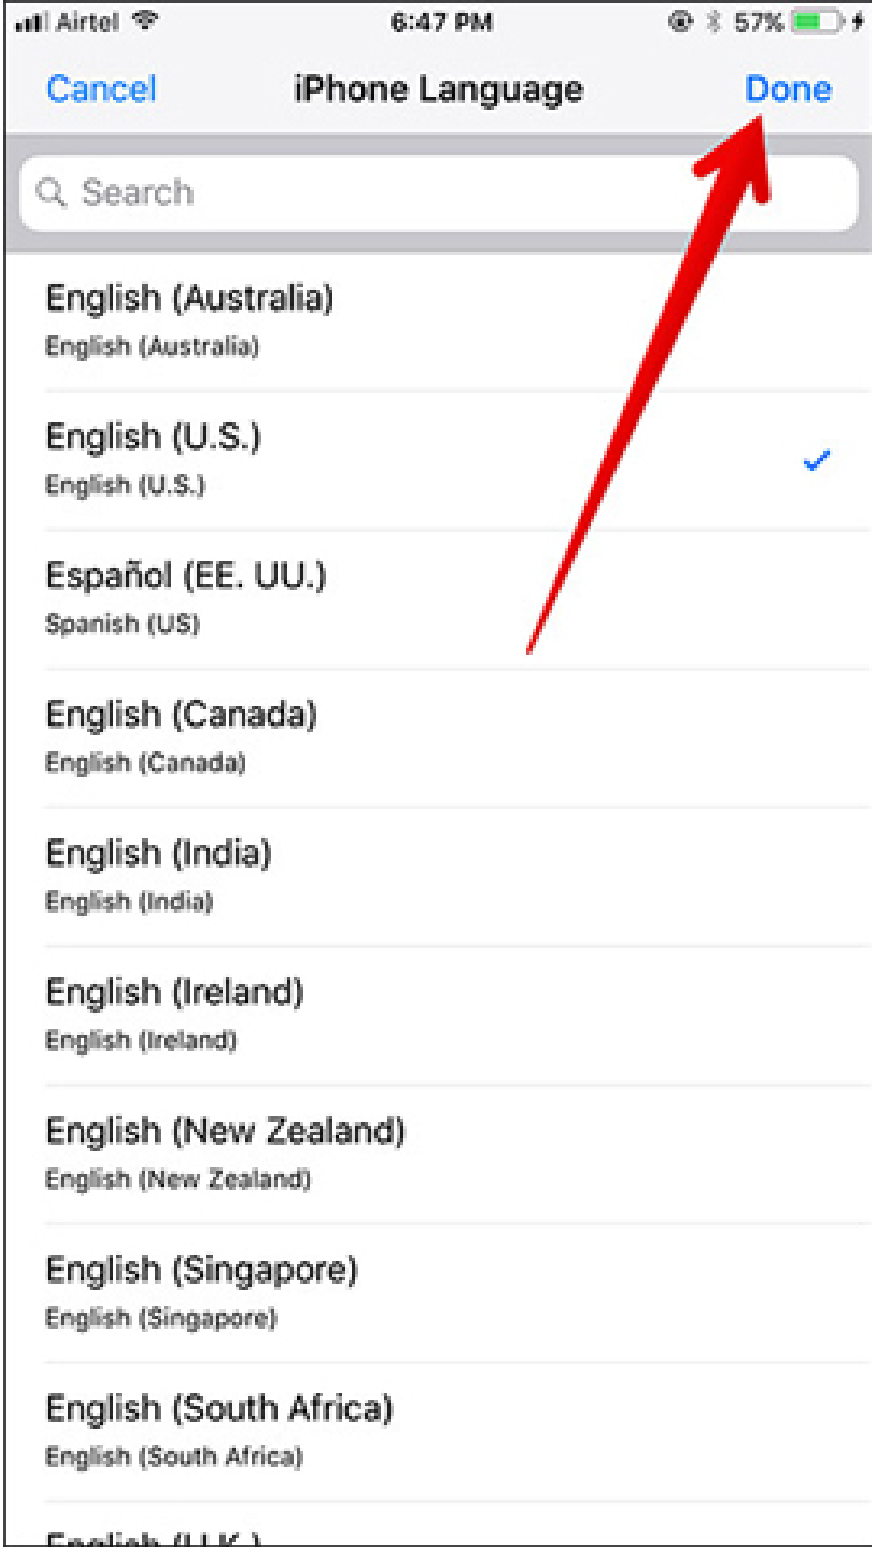 Airtel 6:47 PM 57%
Cancel iPhone Language Done
Search
English (Australia)
English (Australia)
English (U.S.)
English (U.S.)
Español (EE. UU.)
Spanish (US)
English (Canada)
English (Canada)
English (India)
English (India)
English (Ireland)
English (Ireland)
English (New Zealand)
English (New Zealand)
English (Singapore)
English (Singapore)
English (South Africa)
English (South Africa)
English (U.K.)